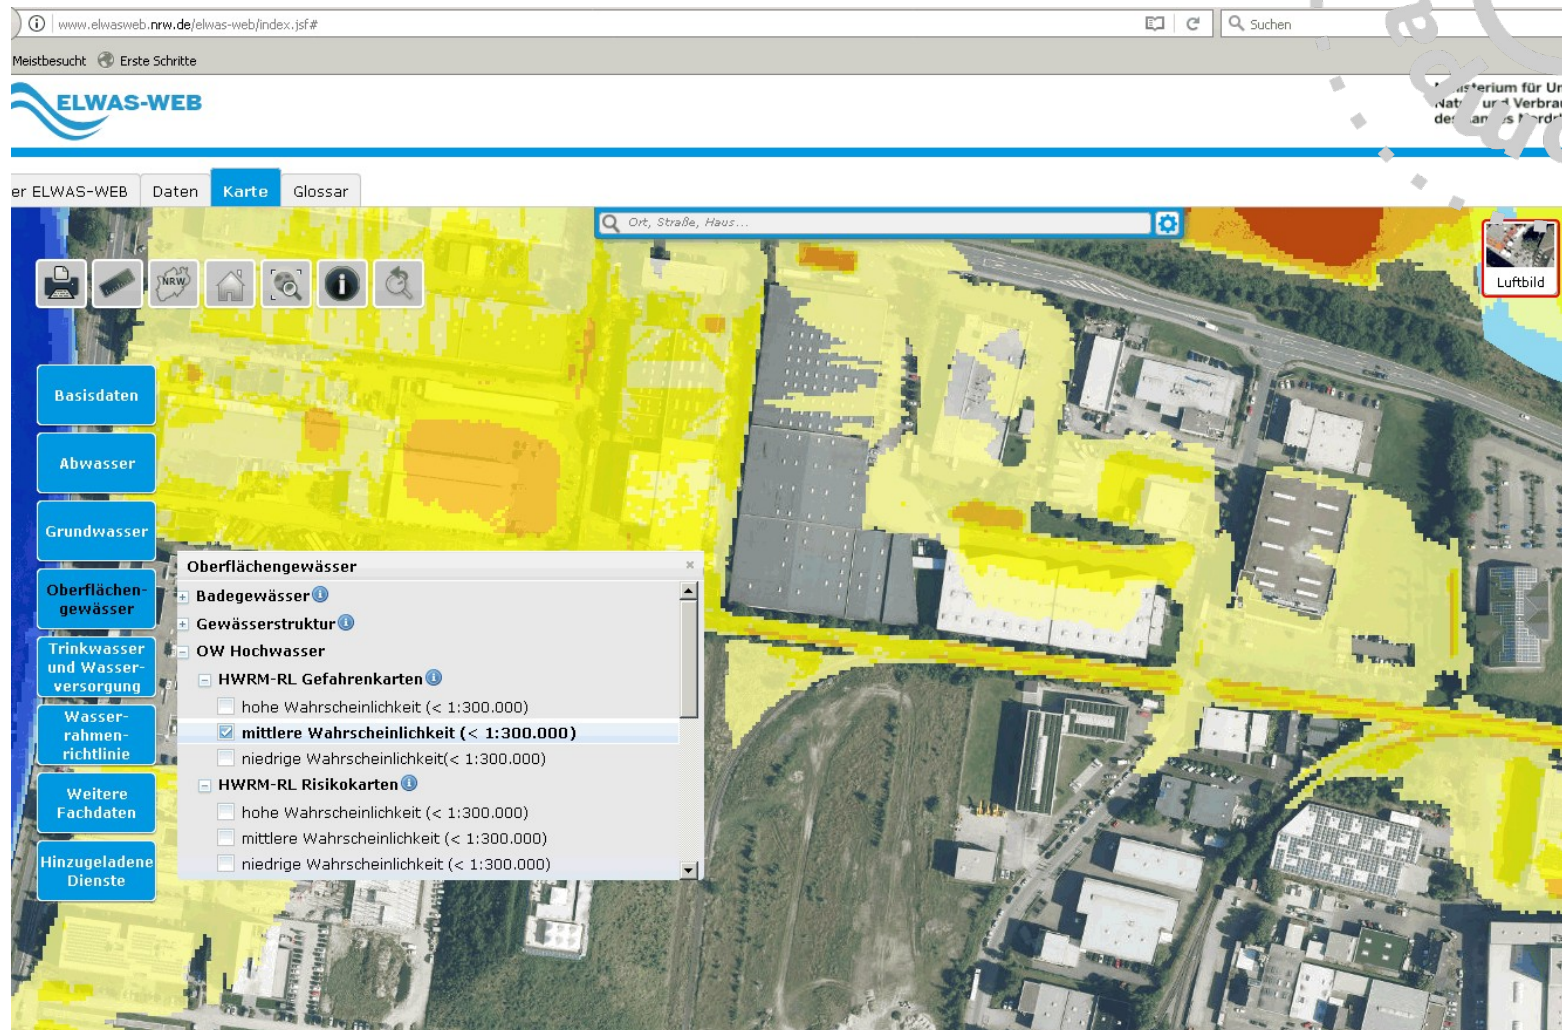 www.elwasweb.nrw.de/elwas-web/index.jsf#
Suchen
Meistbesucht
Erste Schritte
ELWAS-WEB
des
er ELWAS-WEB
Daten
Karte
Glossar
Ort, Straße, Haus...
NRW
Luftbild
Basisdaten
Abwasser
Grundwasser
Oberflächen-
gewässer
Trinkwasser
und Wasser-
versorgung
Wasser-
rahmen-
richtlinie
Weitere
Fachdaten
Hinzugeladene
Dienste
Oberflächengewässer
Badegewässer
Gewässerstruktur
OW Hochwasser
HWRM-RL Gefahrenkarten
hohe Wahrscheinlichkeit (< 1:300.000)
mittlere Wahrscheinlichkeit (< 1:300.000)
niedrige Wahrscheinlichkeit(< 1:300.000)
HWRM-RL Risikokarten
hohe Wahrscheinlichkeit (< 1:300.000)
mittlere Wahrscheinlichkeit (< 1:300.000)
niedrige Wahrscheinlichkeit (< 1:300.000)